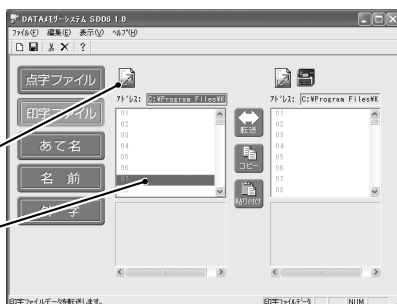 DATAメモリーシステム SDD6 1.0
ファイル(F) 編集(E) 表示(V) ヘルプ(H)
点字ファイル
印字ファイル
あて名
名前
外字
アドレス: C:¥Program Files¥K
01
02
03
04
05
06
07
転送
コピー
貼り付け
アドレス: C:¥Program Files¥K
01
02
03
04
05
06
07
08
印字ファイルデータを転送します。
印字ファイルデータ NUM